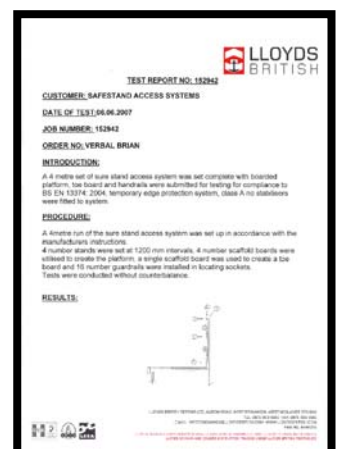 LLOYDS
BRITISH
TEST REPORT NO: 152942
CUSTOMER: SAFESTAND ACCESS SYSTEMS
DATE OF TEST:06.06.2007
JOB NUMBER: 152942
ORDER NO: VERBAL BRIAN
INTRODUCTION:
A 4 metre set of sure stand access system was set complete with boarded
platform, toe board and handrails were submitted for testing for compliance to
BS EN 13374: 2004, temporary edge protection system, class A no stabilisers
were fitted to system.
PROCEDURE:
A 4metre run of the sure stand access system was set up in accordance with the
manufacturers instructions.
4 number stands were set at 1200 mm intervals. 4 number scaffold boards were
utilised to create the platform, a single scaffold board was used to create a toe
board and 16 number guardrails were installed in locating sockets.
Tests were conducted without counterbalance.
RESULTS: